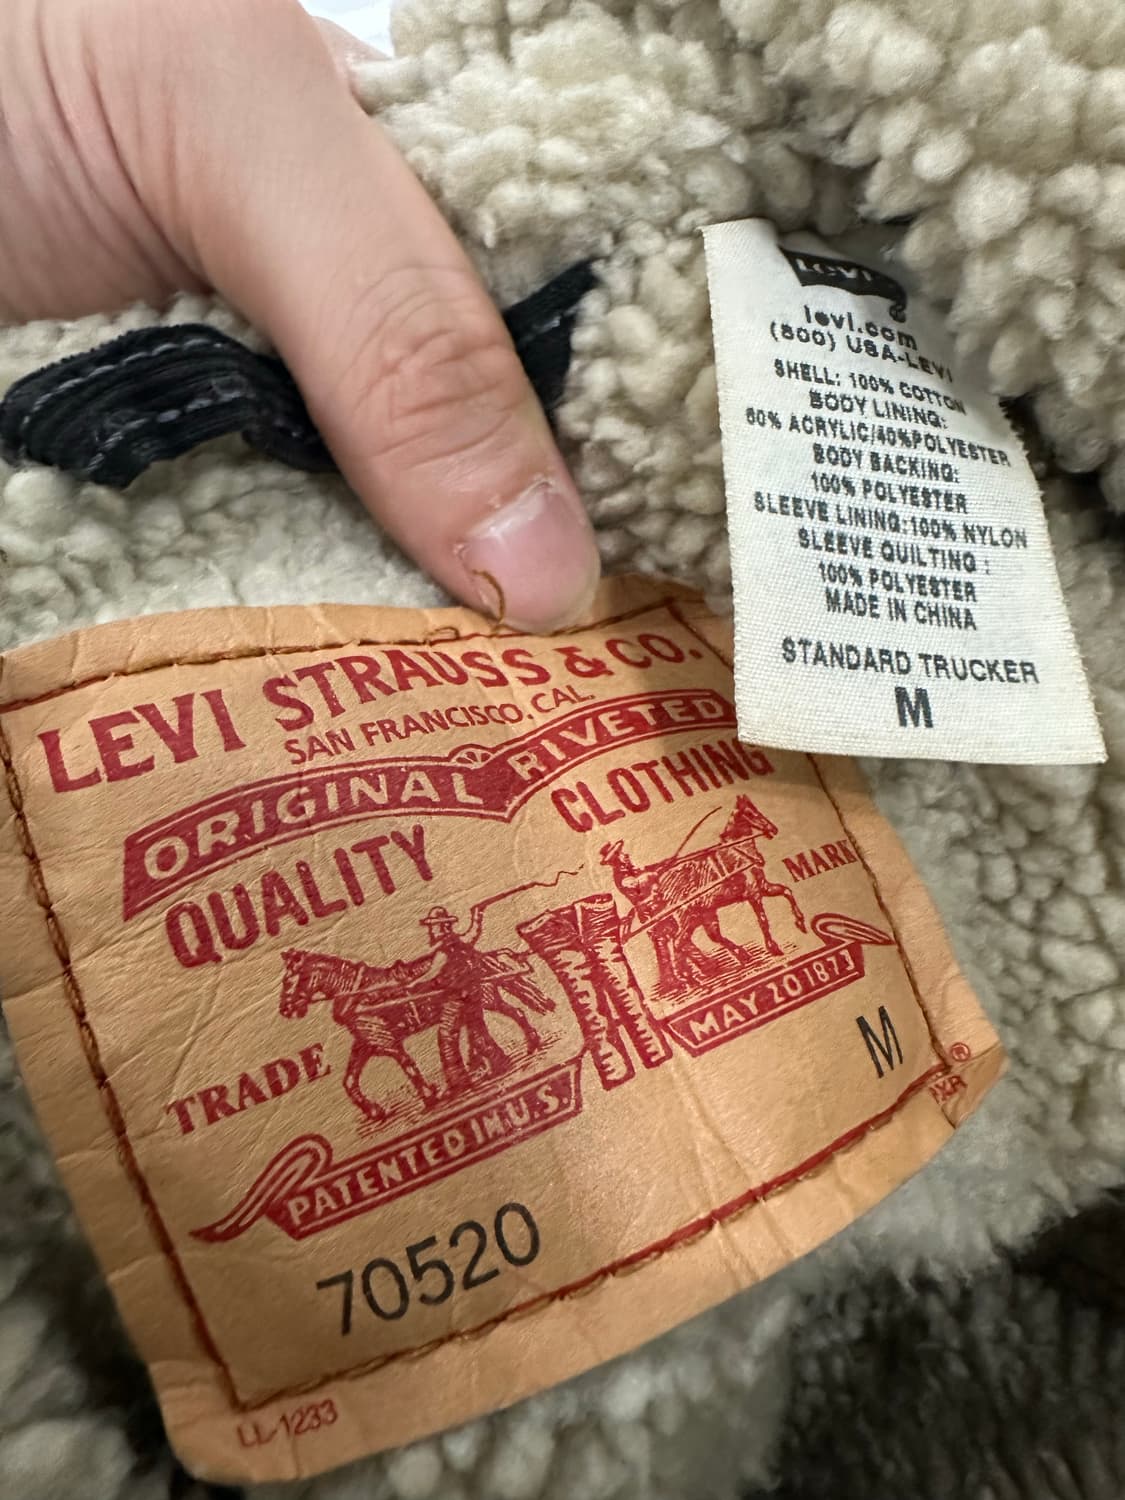 LEVI STRAUSS & CO.
SAN FRANCISCO, CAL.
ORIGINAL RIVETED
QUALITY CLOTHING
TRADE MARK
PATENTED IN U.S. MAY 20 1873
M
®
70520
LL-1233
LEVI'S
®
levi.com
(800) USA-LEVI
SHELL: 100% COTTON
BODY LINING:
60% ACRYLIC/40%POLYESTER
BODY BACKING:
100% POLYESTER
SLEEVE LINING:100% NYLON
SLEEVE QUILTING :
100% POLYESTER
MADE IN CHINA
STANDARD TRUCKER
M